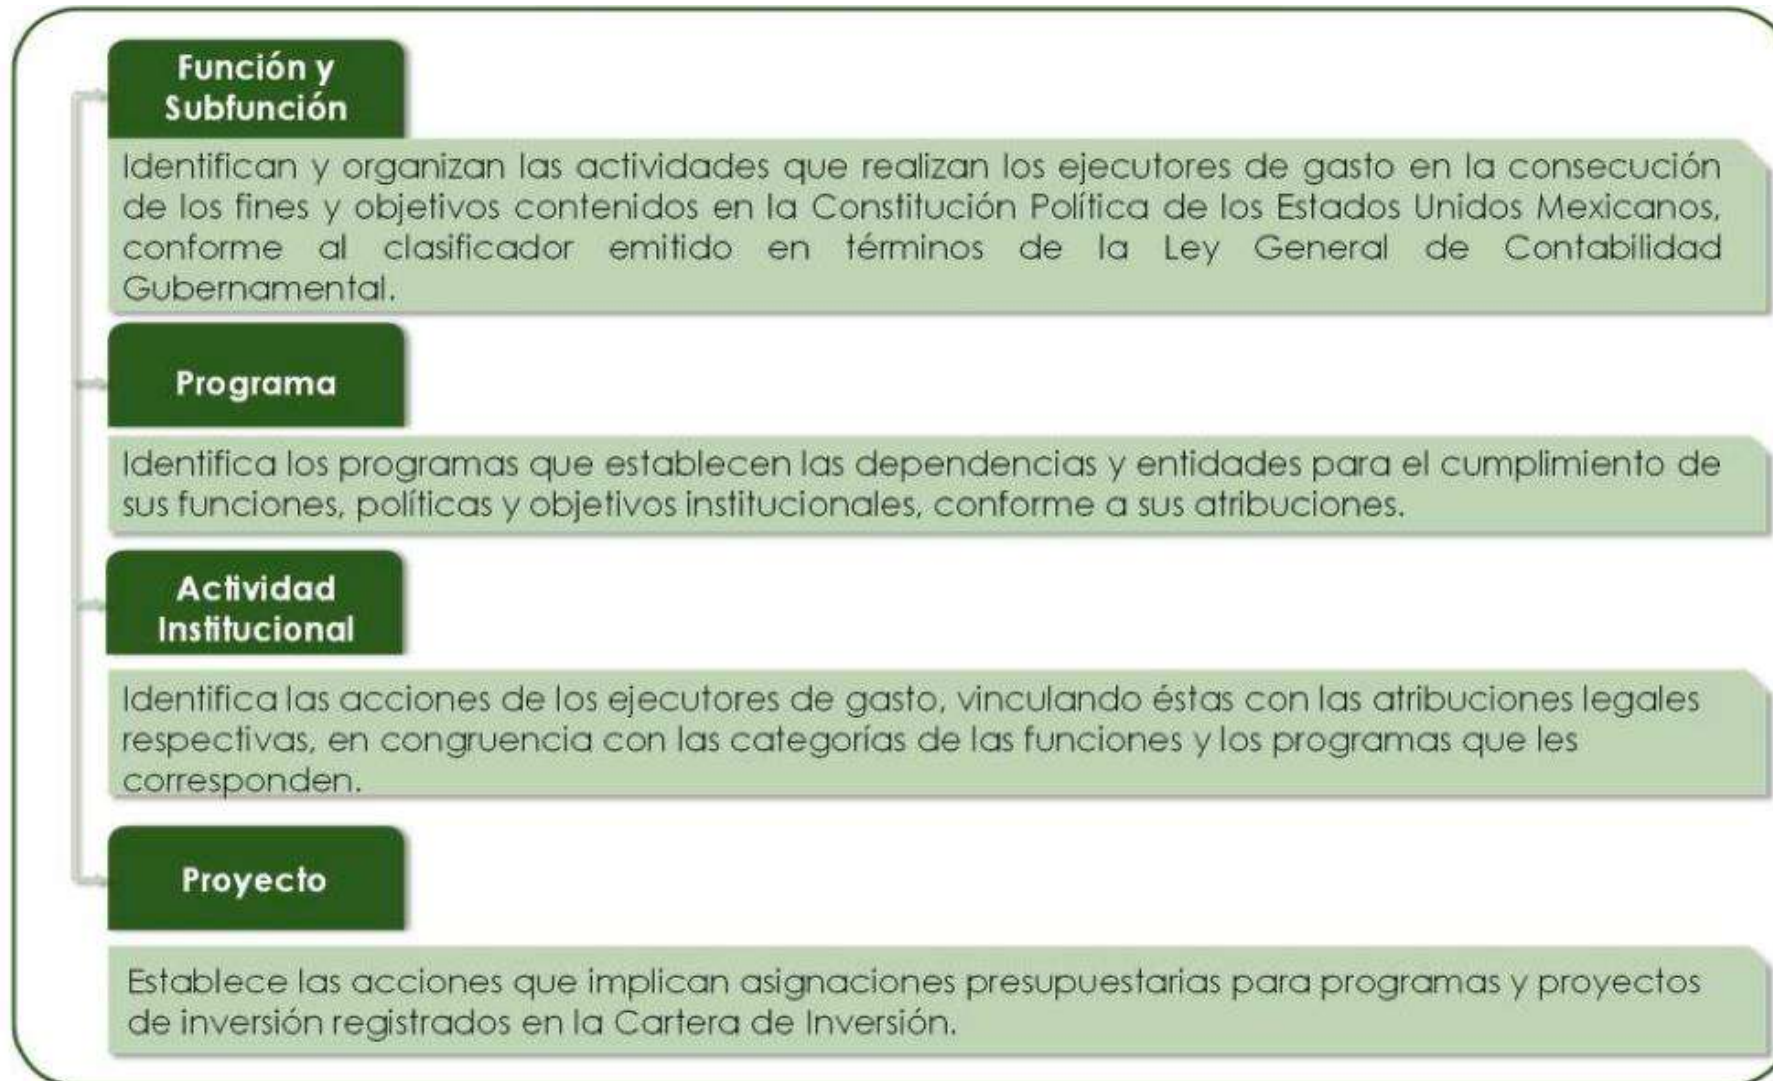 Función y
Subfunción
Identifican y organizan las actividades que realizan los ejecutores de gasto en la consecución
de los fines y objetivos contenidos en la Constitución Política de los Estados Unidos Mexicanos,
conforme al clasificador emitido en términos de la Ley General de Contabilidad
Gubernamental.
Programa
Identifica los programas que establecen las dependencias y entidades para el cumplimiento de
sus funciones, políticas y objetivos institucionales, conforme a sus atribuciones.
Actividad
Institucional
Identifica las acciones de los ejecutores de gasto, vinculando éstas con las atribuciones legales
respectivas, en congruencia con las categorías de las funciones y los programas que les
corresponden.
Proyecto
Establece las acciones que implican asignaciones presupuestarias para programas y proyectos
de inversión registrados en la Cartera de Inversión.